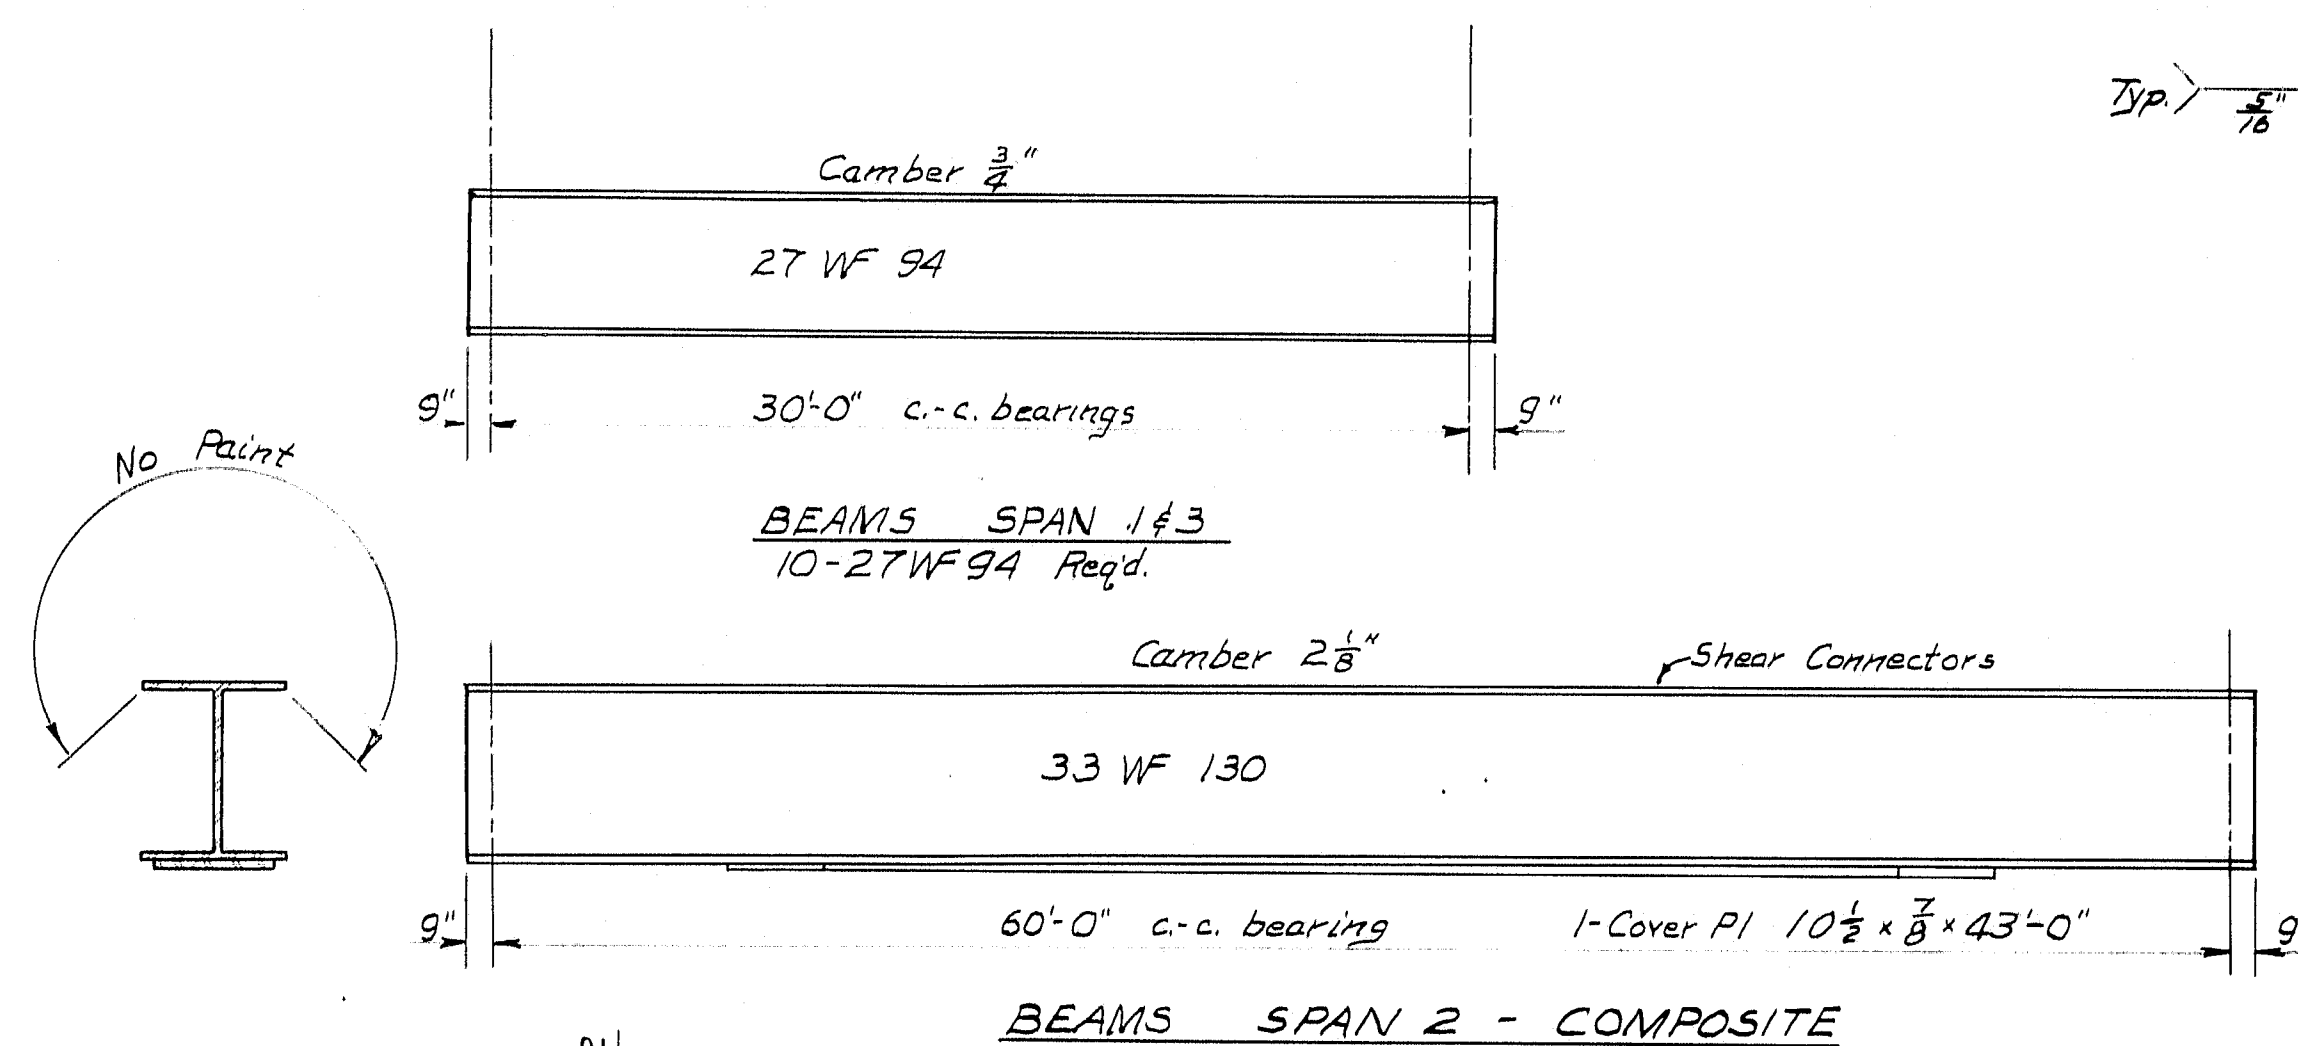 Typ. 5/16"
Camber 3/4"
27 WF 94
9" 30'-0" c.-c. bearings 9"
No Paint
BEAMS SPAN 1 & 3
10-27WF94 Req'd.
Camber 2 1/8"
Shear Connectors
33 WF 130
9" 60'-0" c.-c. bearing 1-Cover Pl 10 1/2 x 7/8 x 43'-0" 9
BEAMS SPAN 2 - COMPOSITE